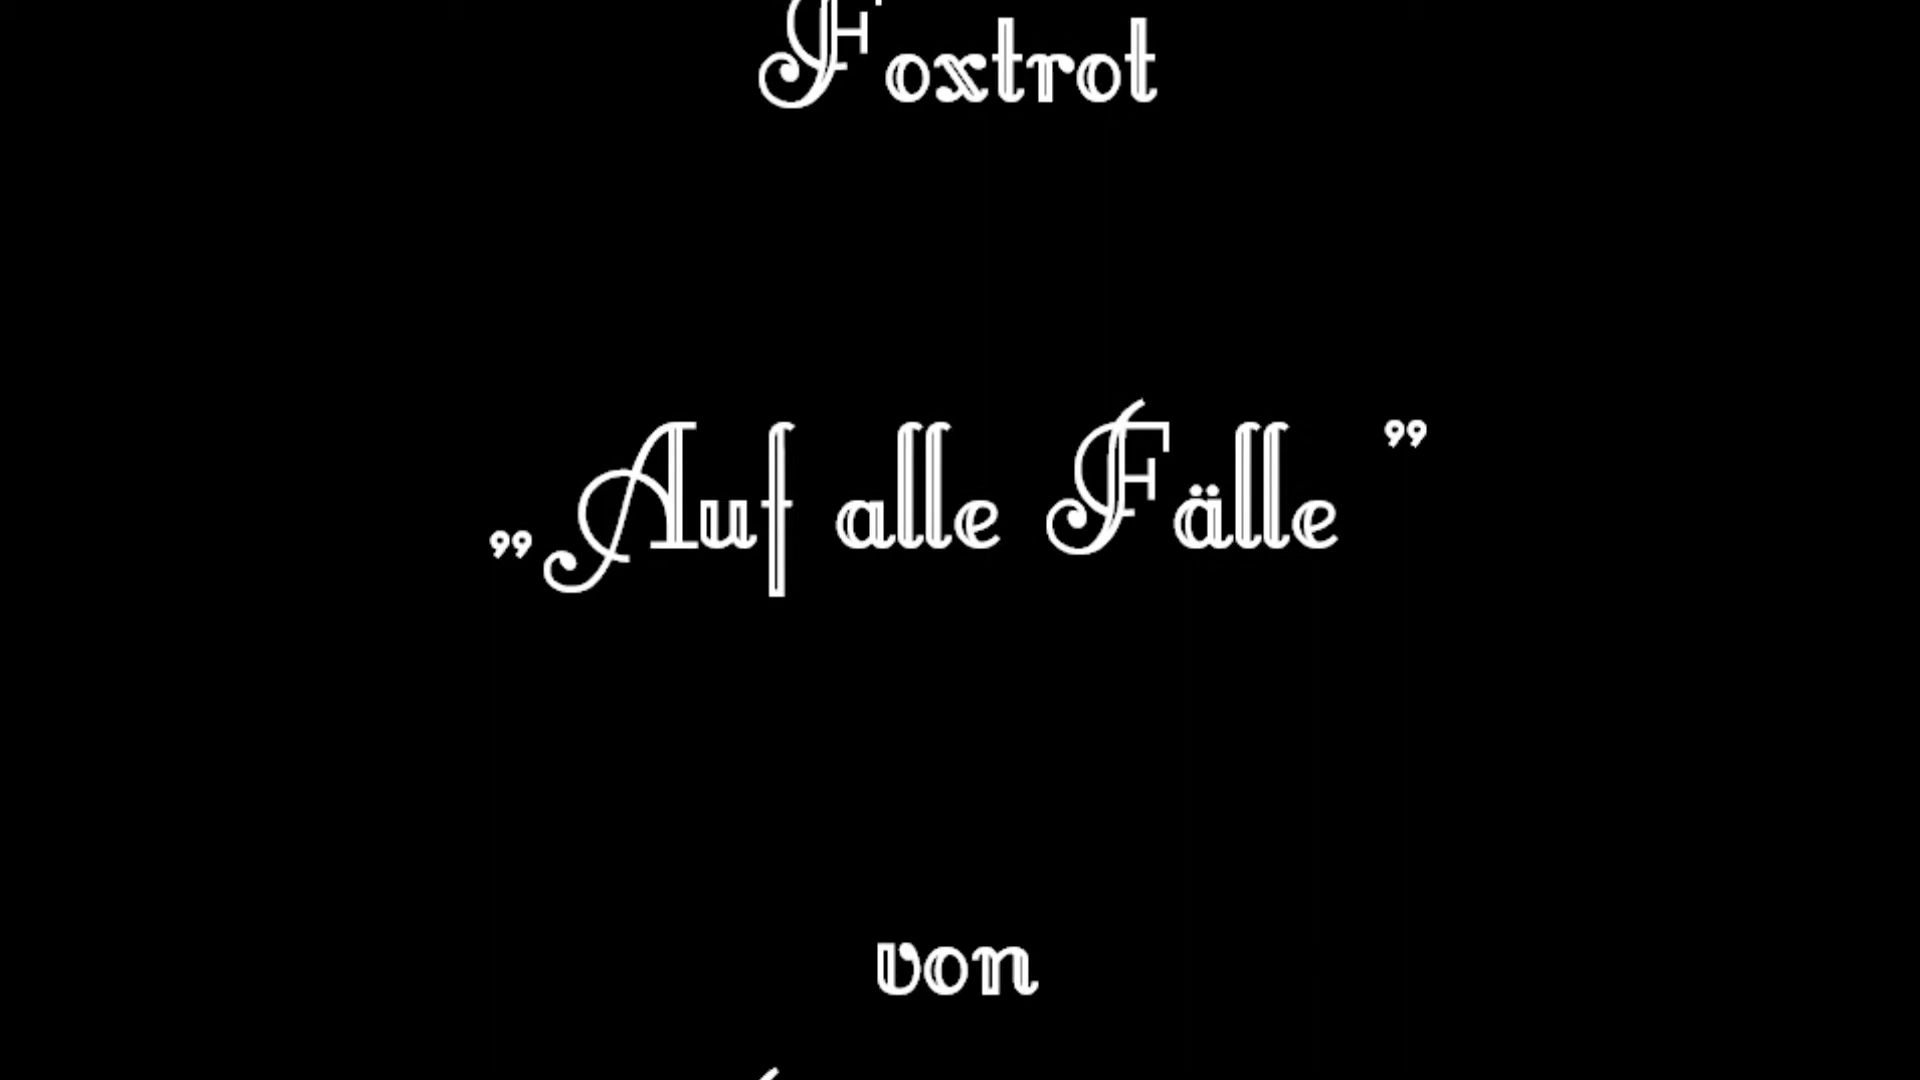 Foxtrot
„Auf alle Fälle ”
von